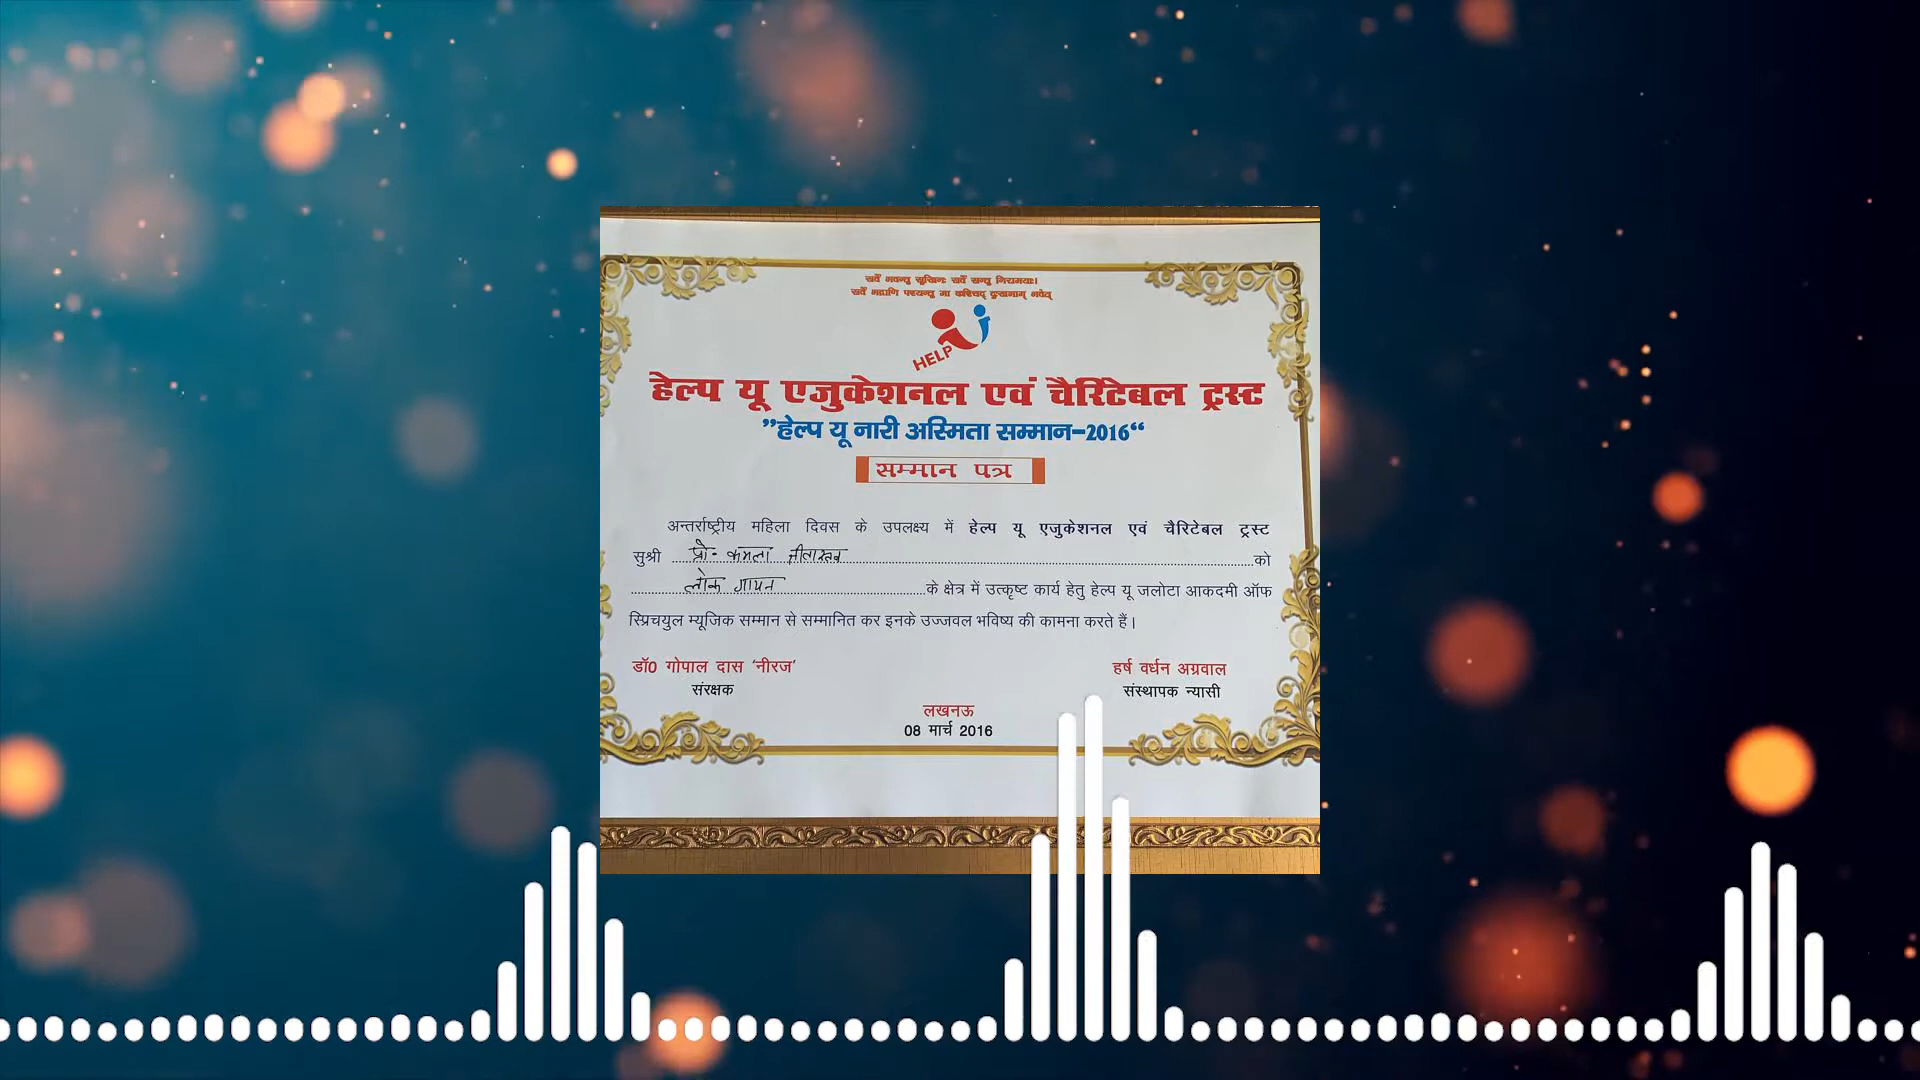 सर्वे भवन्तु सुखिनः सर्वे सन्तु निरामयाः।
सर्वे भद्राणि पश्यन्तु मा कश्चिद् दुःखभाग् भवेत्
HELP
हेल्प यू एजुकेशनल एवं चैरिटेबल ट्रस्ट
”हेल्प यू नारी अस्मिता सम्मान-2016“
सम्मान पत्र
अन्तर्राष्ट्रीय महिला दिवस के उपलक्ष्य में हेल्प यू एजुकेशनल एवं चैरिटेबल ट्रस्ट
सुश्री प्रो॰ कमला को
लोक गायन के क्षेत्र में उत्कृष्ट कार्य हेतु हेल्प यू जलोटा आकदमी ऑफ
स्प्रिचयुल म्यूजिक सम्मान से सम्मानित कर इनके उज्जवल भविष्य की कामना करते हैं।
डॉ0 गोपाल दास ‘नीरज’ हर्ष वर्धन अग्रवाल
संरक्षक संस्थापक न्यासी
लखनऊ
08 मार्च 2016